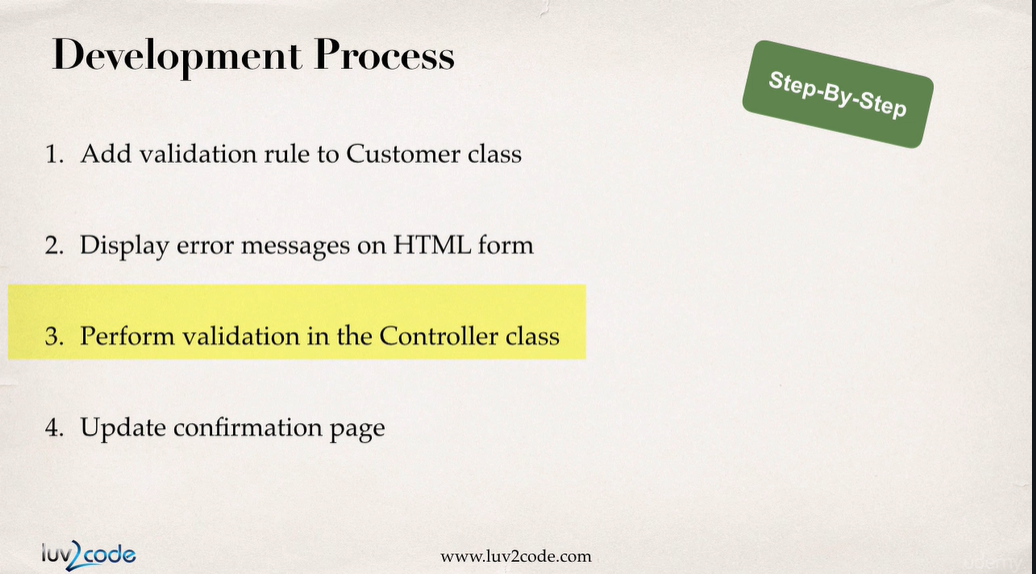 Development Process
Step-By-Step
1. Add validation rule to Customer class
2. Display error messages on HTML form
3. Perform validation in the Controller class
4. Update confirmation page
luv2code
www.luv2code.com
udemy